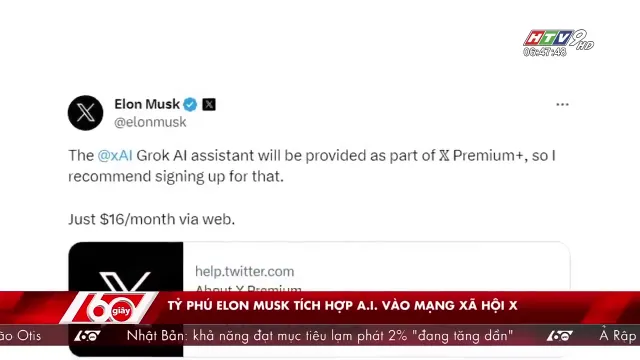 HTV9 HD
06:47:48
Elon Musk
@elonmusk
The @xAI Grok AI assistant will be provided as part of 𝕏 Premium+, so I
recommend signing up for that.
Just $16/month via web.
help.twitter.com
About X Premium
60 giây
TỶ PHÚ ELON MUSK TÍCH HỢP A.I. VÀO MẠNG XÃ HỘI X
ão Otis 60 Nhật Bản: khả năng đạt mục tiêu lạm phát 2% "đang tăng dần" 60 Ả Rập